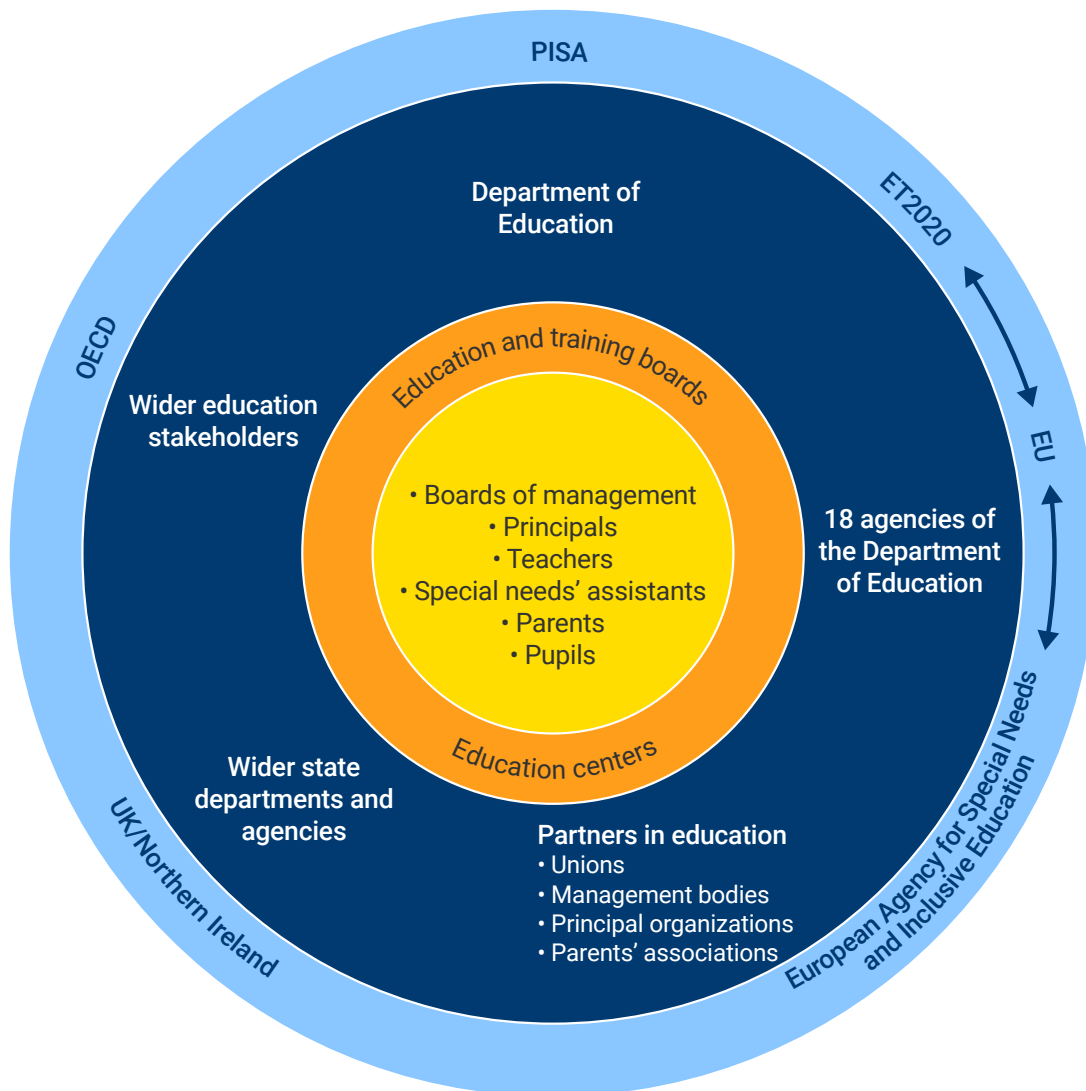 PISA
ET2020
EU
European Agency for Special Needs
and Inclusive Education
UK/Northern Ireland
OECD
Department of
Education
Wider education
stakeholders
18 agencies of
the Department
of Education
Wider state
departments and
agencies
Partners in education
• Unions
• Management bodies
• Principal organizations
• Parents’ associations
Education and training boards
• Boards of management
• Principals
• Teachers
• Special needs’ assistants
• Parents
• Pupils
Education centers